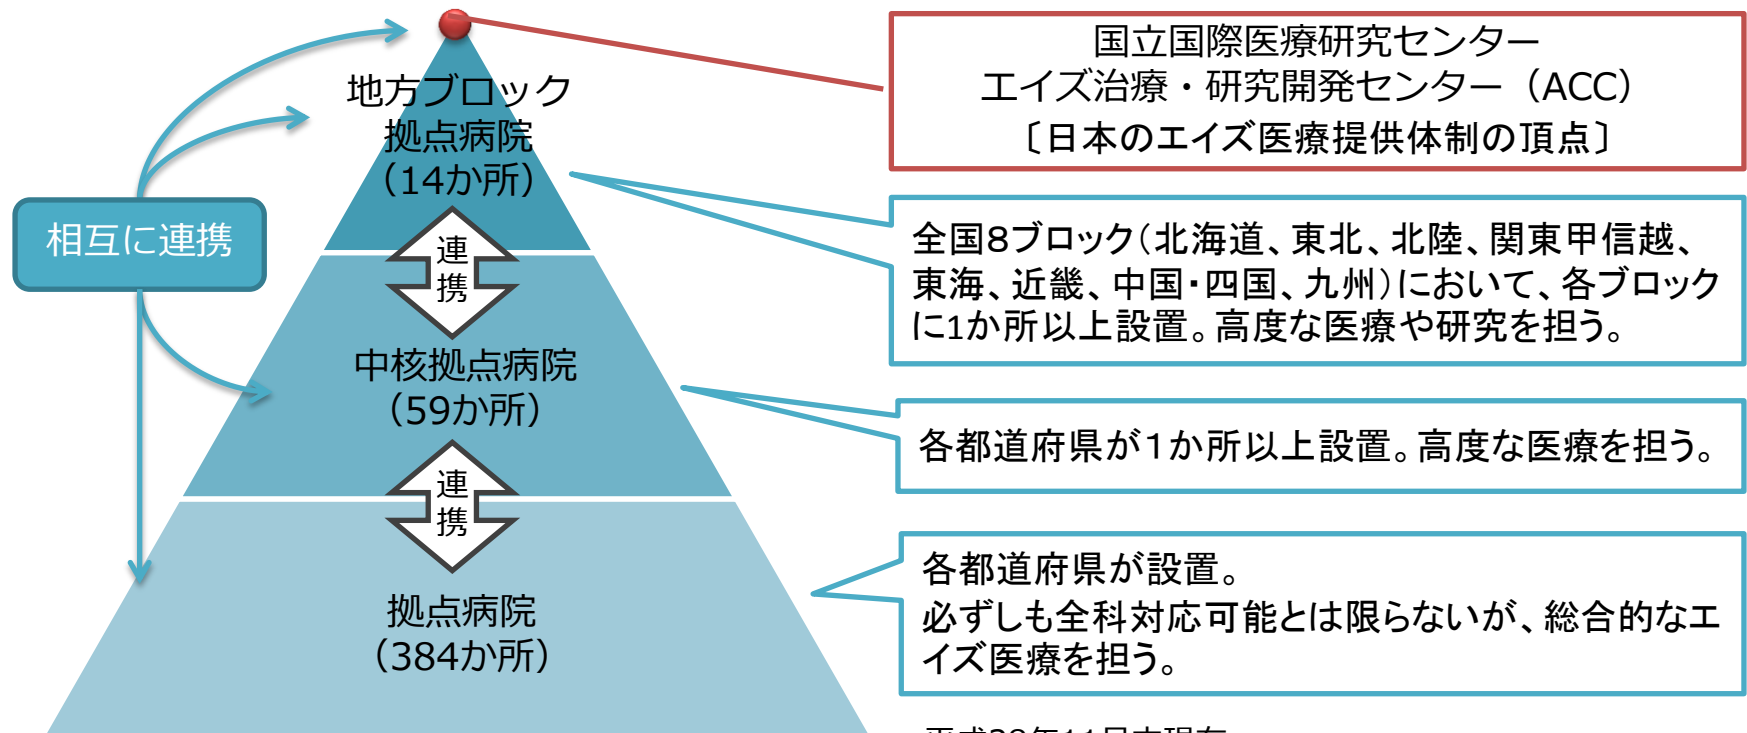 国立国際医療研究センター
エイズ治療・研究開発センター（ACC）
〔日本のエイズ医療提供体制の頂点〕
地方ブロック
拠点病院
（14か所）
相互に連携
連
携
全国８ブロック（北海道、東北、北陸、関東甲信越、
東海、近畿、中国・四国、九州）において、各ブロック
に1か所以上設置。高度な医療や研究を担う。
中核拠点病院
（59か所）
各都道府県が１か所以上設置。高度な医療を担う。
連
携
拠点病院
（384か所）
各都道府県が設置。
必ずしも全科対応可能とは限らないが、総合的なエ
イズ医療を担う。